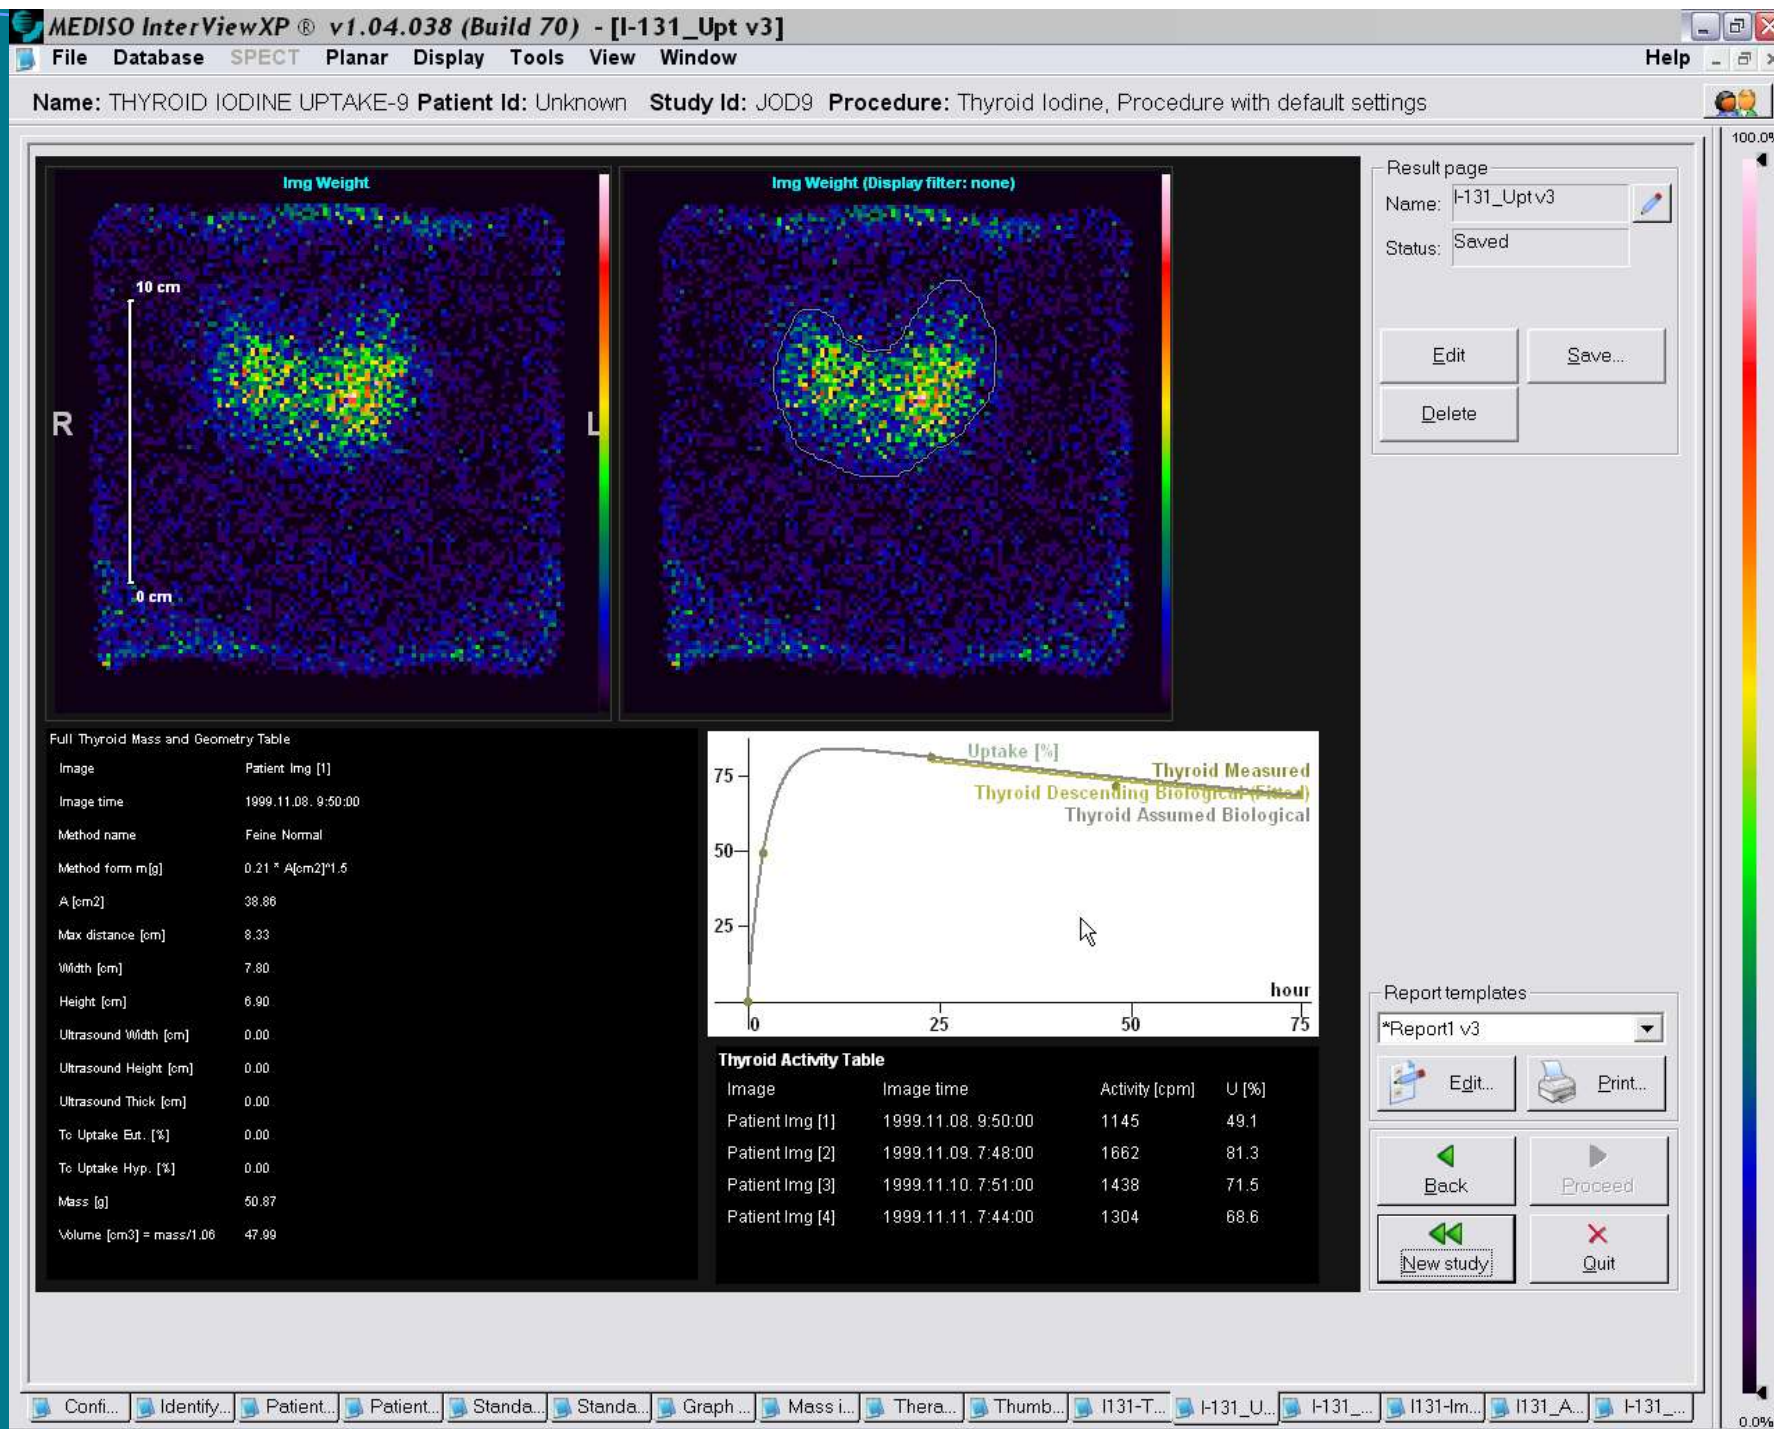 MEDISO InterViewXP ® v1.04.038 (Build 70) - [I-131_Upt v3]
File Database SPECT Planar Display Tools View Window Help
Name: THYROID IODINE UPTAKE-9 Patient Id: Unknown Study Id: JOD9 Procedure: Thyroid Iodine, Procedure with default settings
100.0%
Img Weight
10 cm
0 cm
R
L
Img Weight (Display filter: none)
Result page
Name: I-131_Upt v3
Status: Saved
Edit
Save...
Delete
Full Thyroid Mass and Geometry Table
Image Patient Img [1]
Image time 1999.11.08. 9:50:00
Method name Feine Normal
Method form m[g] 0.21 * A[cm2]^1.5
A [cm2] 38.86
Max distance [cm] 8.33
Width [cm] 7.80
Height [cm] 6.90
Ultrasound Width [cm] 0.00
Ultrasound Height [cm] 0.00
Ultrasound Thick [cm] 0.00
Tc Uptake Eut. [%] 0.00
Tc Uptake Hyp. [%] 0.00
Mass [g] 50.87
Volume [cm3] = mass/1.06 47.99
Uptake [%]
Thyroid Measured
Thyroid Descending Biological (Fitted)
Thyroid Assumed Biological
75
50
25
hour
0 25 50 75
Thyroid Activity Table
Image Image time Activity [cpm] U [%]
Patient Img [1] 1999.11.08. 9:50:00 1145 49.1
Patient Img [2] 1999.11.09. 7:48:00 1662 81.3
Patient Img [3] 1999.11.10. 7:51:00 1438 71.5
Patient Img [4] 1999.11.11. 7:44:00 1304 68.6
Report templates
*Report1 v3
Edit...
Print...
Back
Proceed
New study
Quit
Confi... Identify... Patient... Patient... Standa... Standa... Graph ... Mass i... Thera... Thumb... I131-T... I-131_U... I-131_... I131-Im... I131_A... I-131_...
0.0%